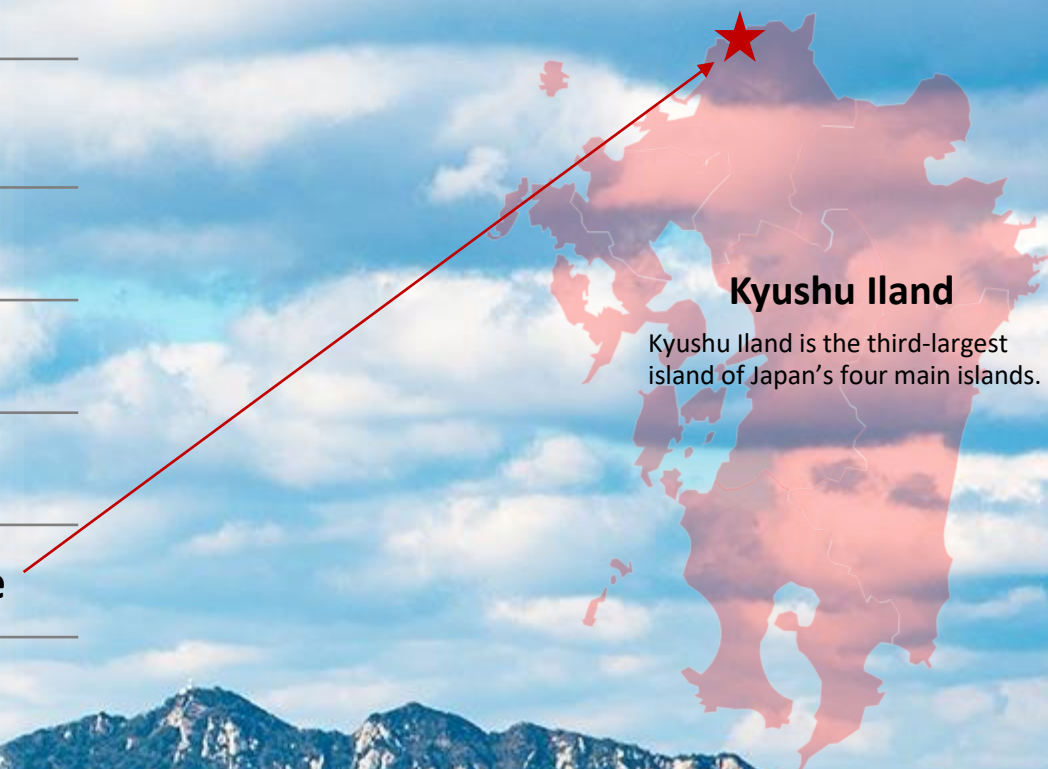 Kyushu Iland
Kyushu Iland is the third-largest
island of Japan's four main islands.